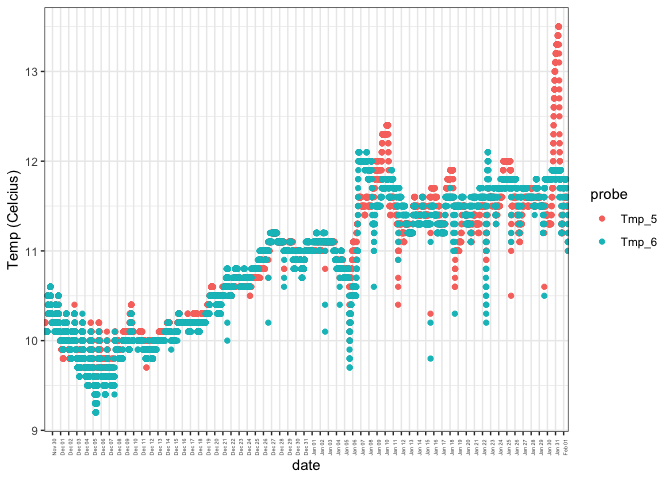 13
12
11
10
9
Temp (Celcius)
Nov 30
Dec 01
Dec 02
Dec 03
Dec 04
Dec 05
Dec 06
Dec 07
Dec 08
Dec 09
Dec 10
Dec 11
Dec 12
Dec 13
Dec 14
Dec 15
Dec 16
Dec 17
Dec 18
Dec 19
Dec 20
Dec 21
Dec 22
Dec 23
Dec 24
Dec 25
Dec 26
Dec 27
Dec 28
Dec 29
Dec 30
Dec 31
Jan 01
Jan 02
Jan 03
Jan 04
Jan 05
Jan 06
Jan 07
Jan 08
Jan 09
Jan 10
Jan 11
Jan 12
Jan 13
Jan 14
Jan 15
Jan 16
Jan 17
Jan 18
Jan 19
Jan 20
Jan 21
Jan 22
Jan 23
Jan 24
Jan 25
Jan 26
Jan 27
Jan 28
Jan 29
Jan 30
Jan 31
Feb 01
date
probe
Tmp_5
Tmp_6